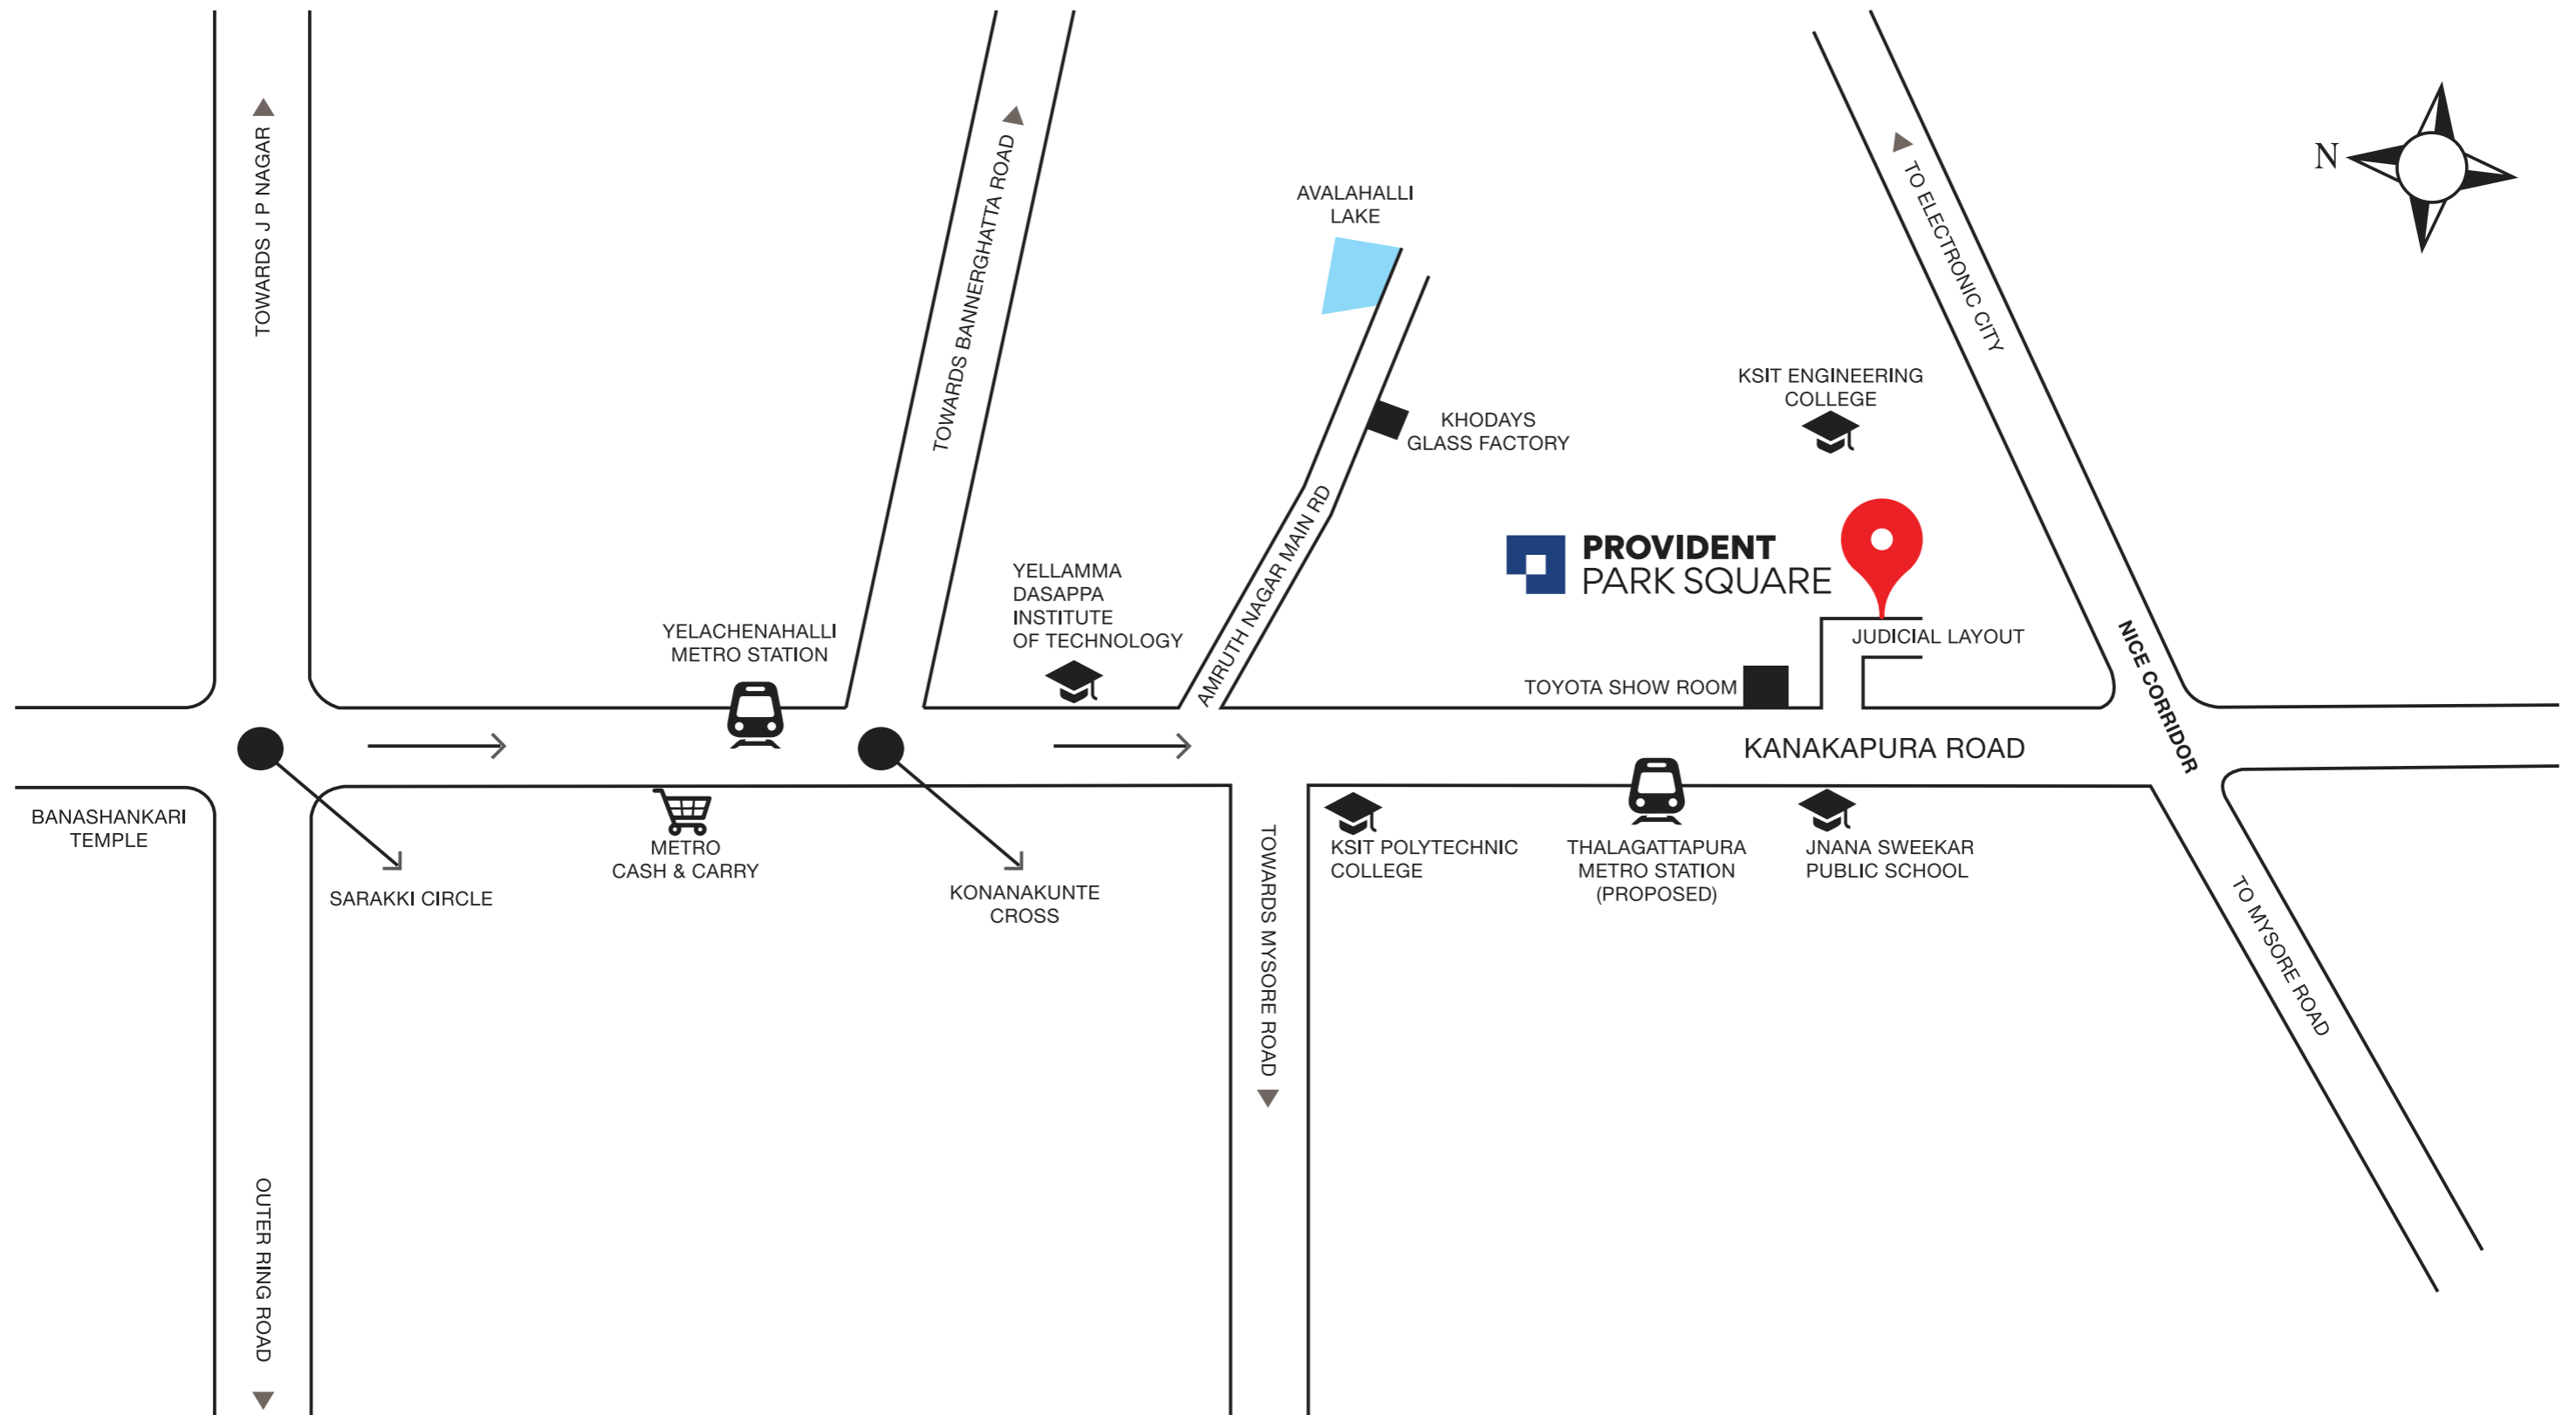 TOWARDS J P NAGAR
TOWARDS BANNERGHATTA ROAD
AVALAHALLI
LAKE
TO ELECTRONIC CITY
N
KHODAYS
GLASS FACTORY
KSIT ENGINEERING
COLLEGE
AMRUTH NAGAR MAIN RD
PROVIDENT
PARK SQUARE
YELLAMMA
DASAPPA
INSTITUTE
OF TECHNOLOGY
YELACHENAHALLI
METRO STATION
JUDICIAL LAYOUT
TOYOTA SHOW ROOM
NICE CORRIDOR
KANAKAPURA ROAD
BANASHANKARI
TEMPLE
SARAKKI CIRCLE
METRO
CASH & CARRY
KONANAKUNTE
CROSS
TOWARDS MYSORE ROAD
KSIT POLYTECHNIC
COLLEGE
THALAGATTAPURA
METRO STATION
(PROPOSED)
JNANA SWEEKAR
PUBLIC SCHOOL
TO MYSORE ROAD
OUTER RING ROAD